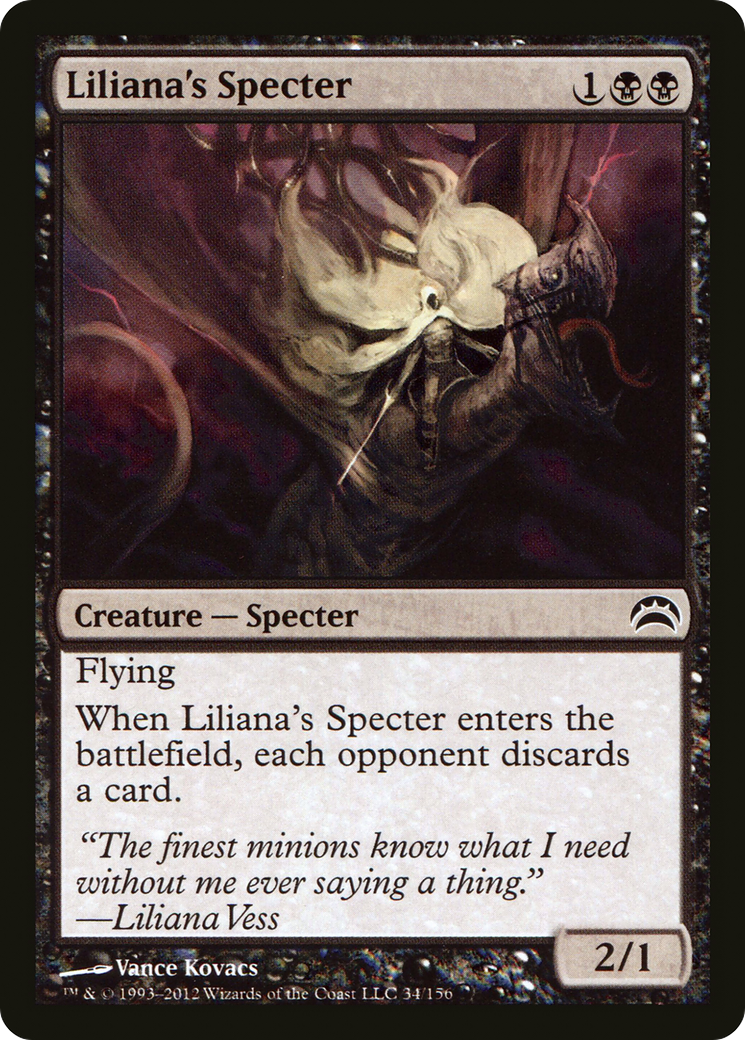 Liliana's Specter 1
Creature — Specter
Flying
When Liliana's Specter enters the
battlefield, each opponent discards
a card.
"The finest minions know what I need
without me ever saying a thing."
—Liliana Vess
2/1
Vance Kovacs
™ & © 1993–2012 Wizards of the Coast LLC 34/156